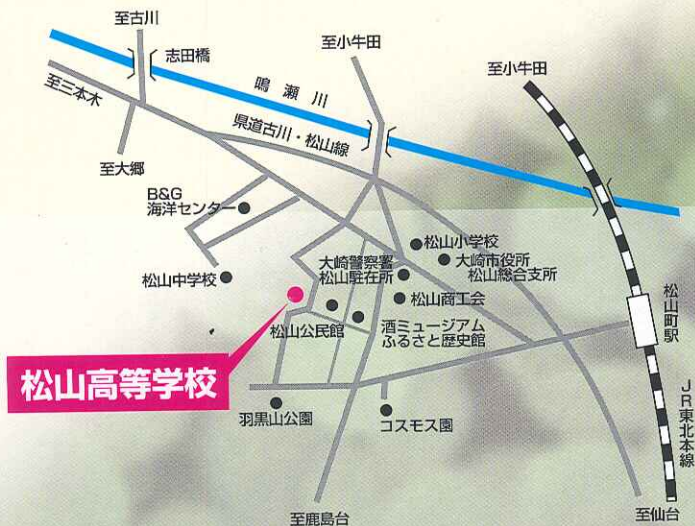 至古川
志田橋
至小牛田
至小牛田
至三本木
鳴瀬川
県道古川・松山線
至大郷
B&G
海洋センター
松山小学校
松山中学校
大崎警察署
松山駐在所
大崎市役所
松山総合支所
松山商工会
松山公民館
酒ミュージアム
ふるさと歴史館
松山町駅
松山高等学校
JR東北本線
羽黒山公園
コスモス園
至鹿島台
至仙台